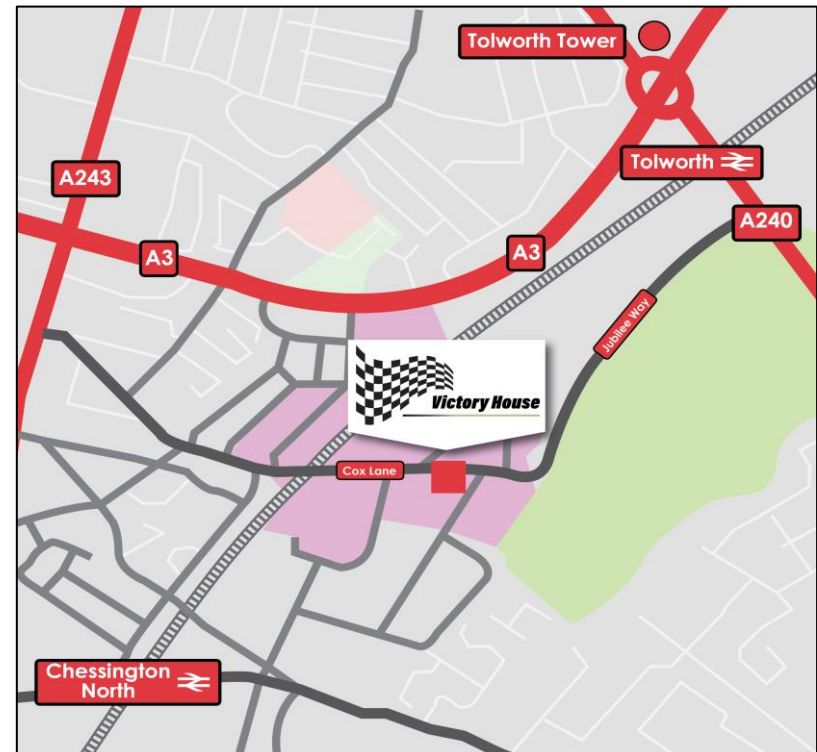 Tolworth Tower
A243
Tolworth
A240
A3
A3
Jubilee Way
Victory House
Cox Lane
Chessington
North